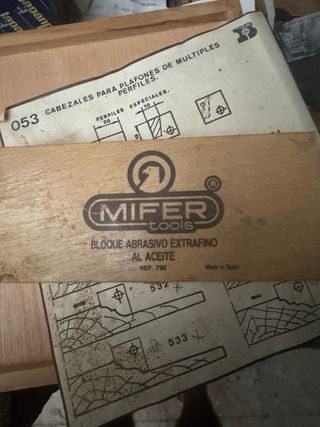 053 CABEZALES PARA PLAFONES DE MULTIPLES
PERFILES.
PERFILES ESPECIALES.
50
MIFER
®
tools
BLOQUE ABRASIVO EXTRAFINO
AL ACEITE
REF. 790
Made in Spain
532
533